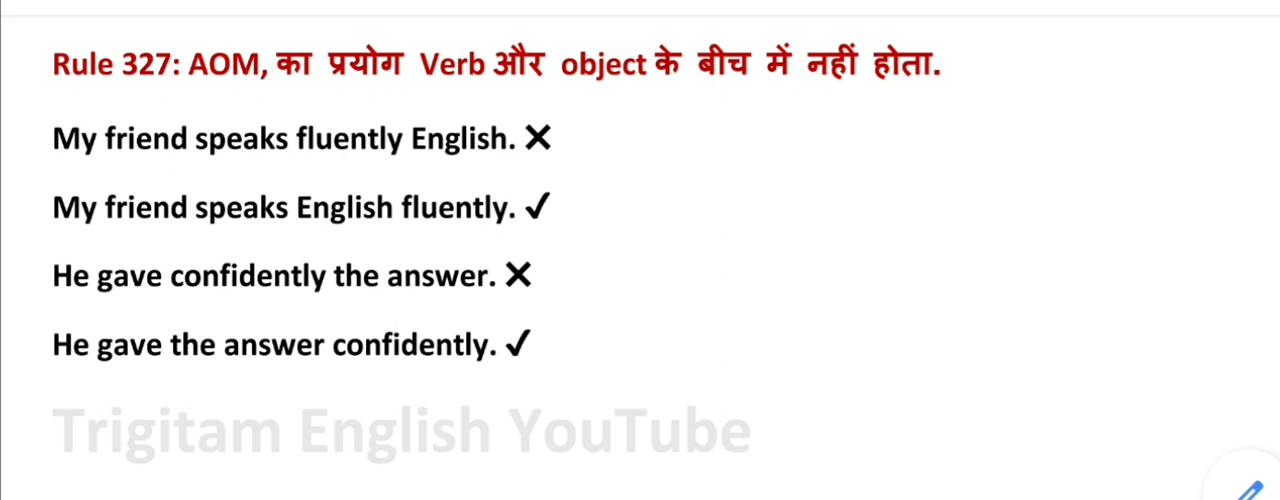 Rule 327: AOM, का प्रयोग Verb और object के बीच में नहीं होता.
My friend speaks fluently English. ❌
My friend speaks English fluently. ✓
He gave confidently the answer. ❌
He gave the answer confidently. ✓
Trigitam English YouTube